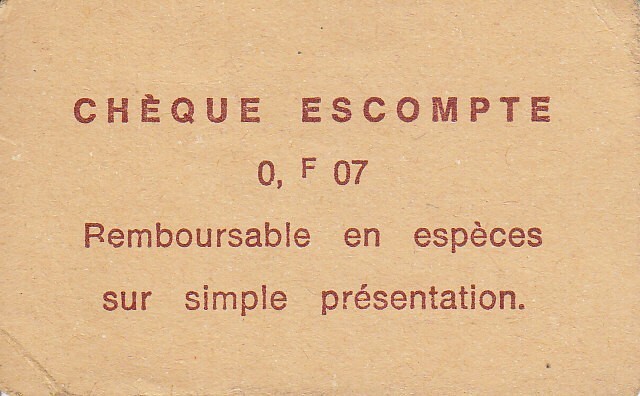 CHÈQUE ESCOMPTE
0, F 07
Remboursable en espèces
sur simple présentation.